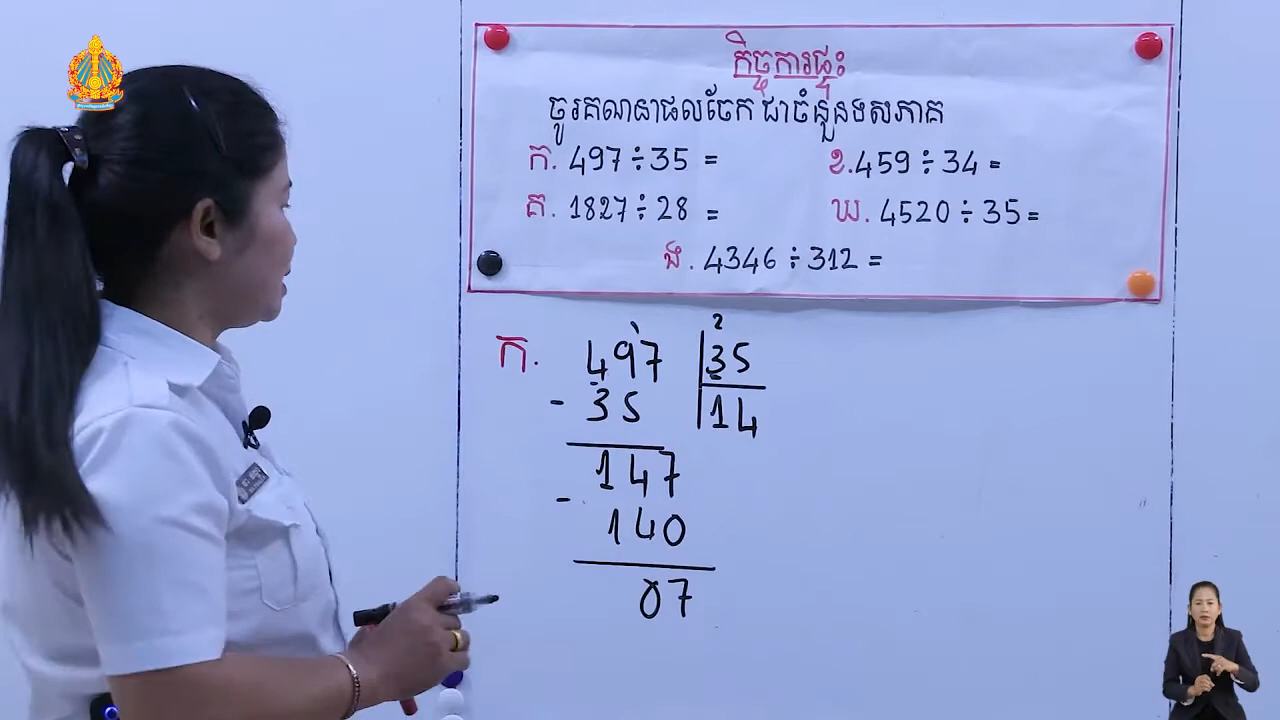 កិច្ចការផ្ទះ
ចូរគណនាផលចែក ជាចំនួនទសភាគ
ក. 497 ÷ 35 = ខ. 459 ÷ 34 =
គ. 1827 ÷ 28 = ឃ. 4520 ÷ 35 =
ង. 4346 ÷ 312 =
2
ក. 497 35
- 35 14
147
- 140
07